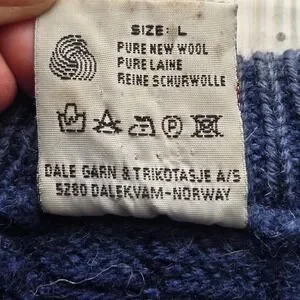 SIZE: L
PURE NEW WOOL
PURE LAINE
REINE SCHURWOLLE
P
DALE GARN & TRIKOTASJE A/S
5280 DALEKVAM-NORWAY